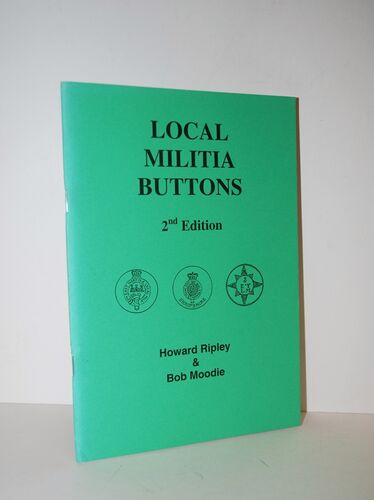 LOCAL
MILITIA
BUTTONS
2nd Edition
Howard Ripley
&
Bob Moodie